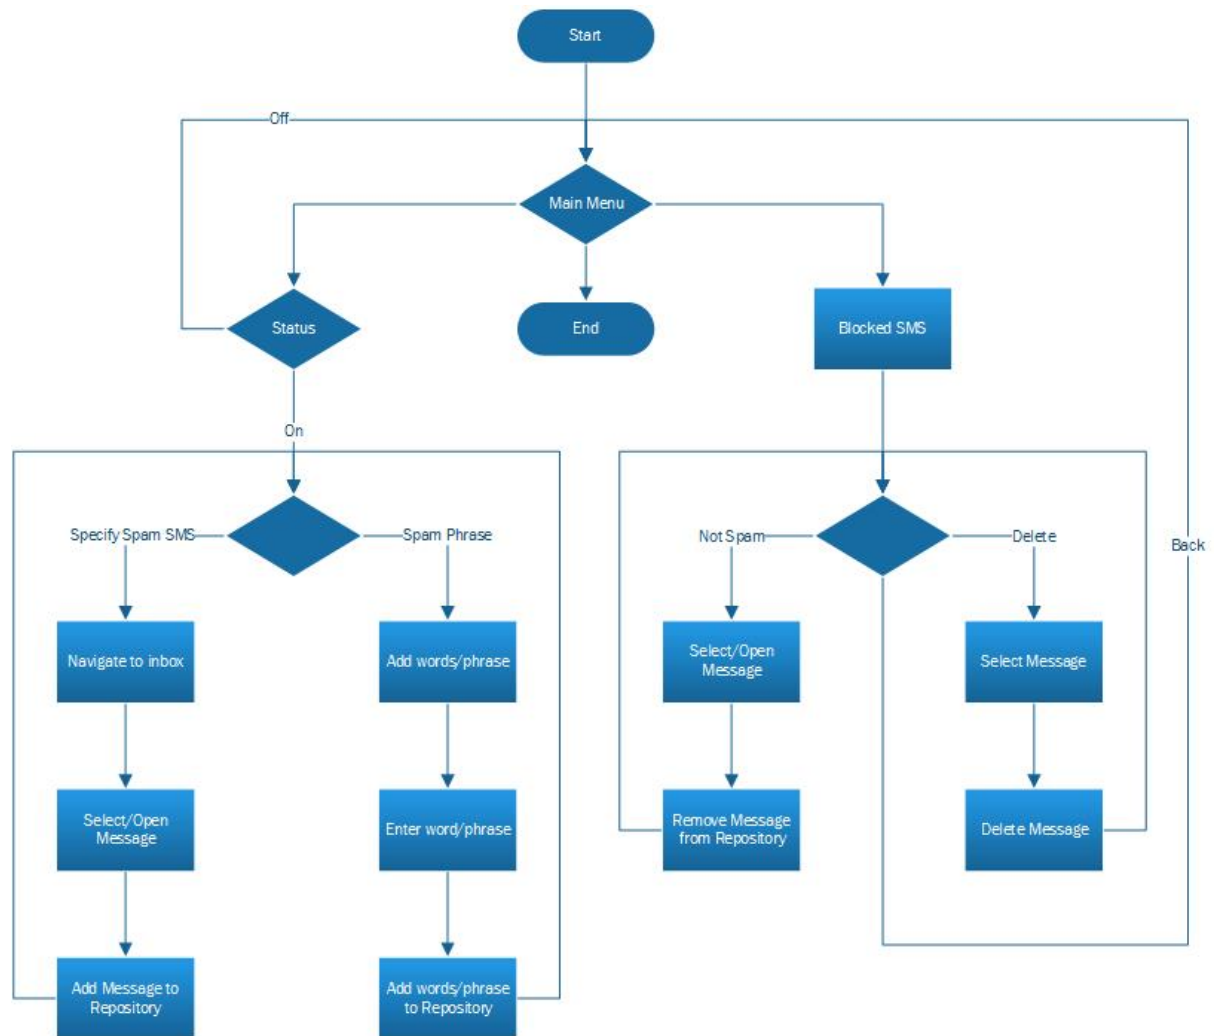 Start
Off
Main Menu
Status
End
Blocked SMS
On
Specify Spam SMS
Spam Phrase
Not Spam
Delete
Back
Navigate to inbox
Add words/phrase
Select/Open
Message
Select Message
Select/Open
Message
Enter word/phrase
Remove Message
from Repository
Delete Message
Add Message to
Repository
Add words/phrase
to Repository